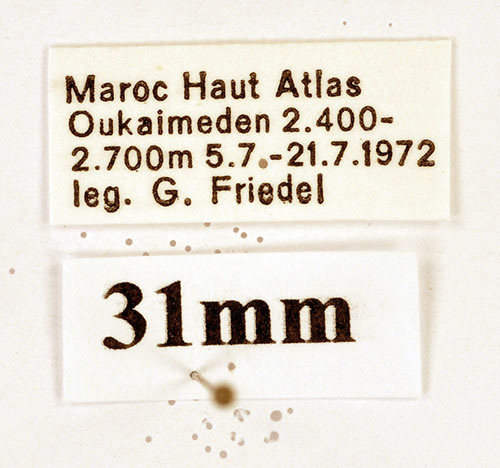 Maroc Haut Atlas
Oukaimeden 2.400-
2.700m 5.7.-21.7.1972
leg. G. Friedel
31mm